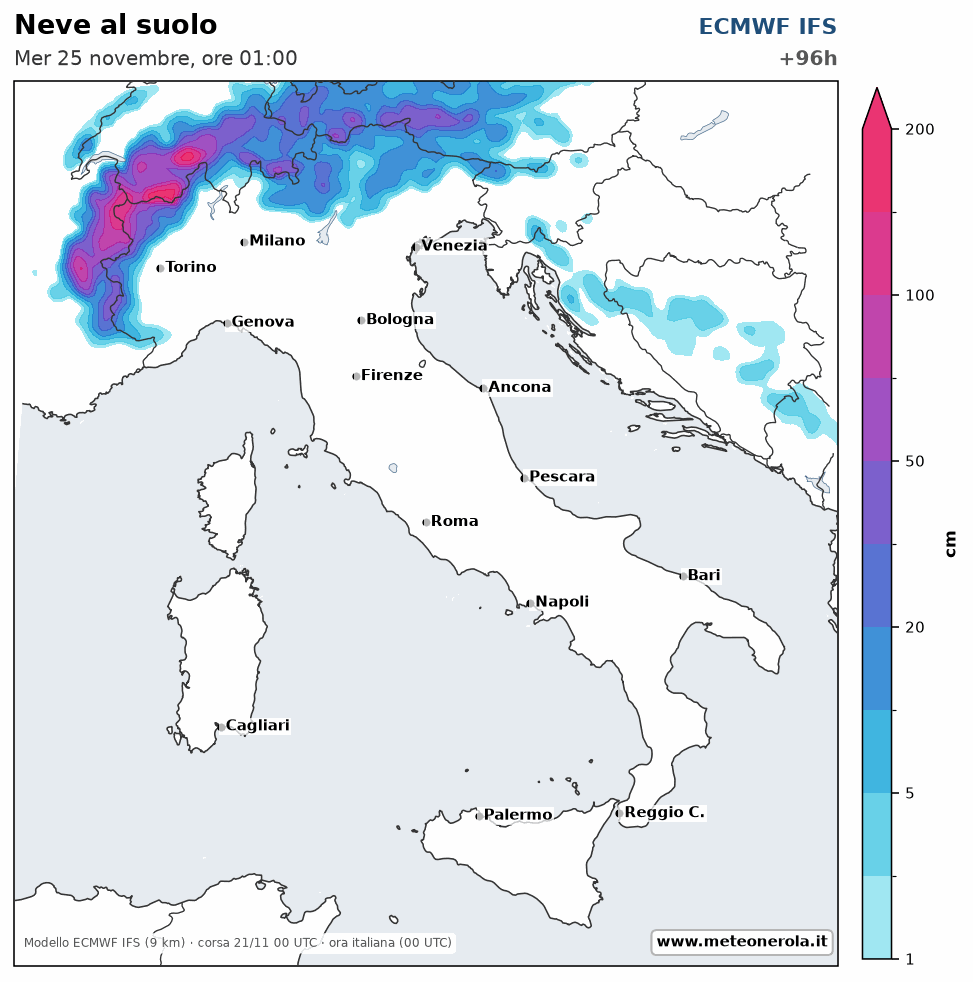 Neve al suolo
ECMWF IFS
Mer 25 novembre, ore 01:00
+96h
200
100
50
20
5
1
cm
Milano
Venezia
Torino
Genova
Bologna
Firenze
Ancona
Pescara
Roma
Bari
Napoli
Cagliari
Palermo
Reggio C.
Modello ECMWF IFS (9 km) · corsa 21/11 00 UTC · ora italiana (00 UTC)
www.meteonerola.it